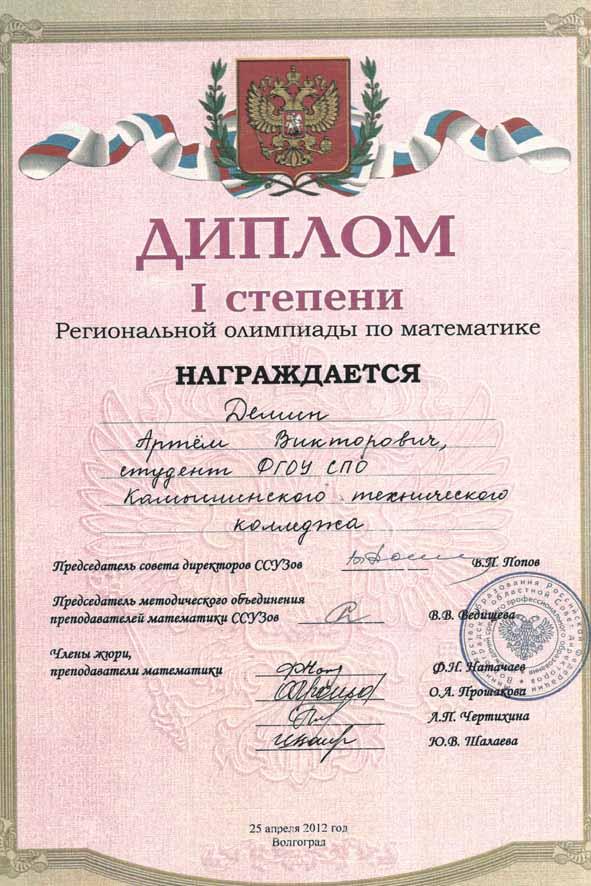 ДИПЛОМ
I степени
Региональной олимпиады по математике
НАГРАЖДАЕТСЯ
Демин
Артём Викторович,
студент ФГОУ СПО
Камышинского технического
колледжа
Председатель совета директоров ССУЗов В.П. Попов
Председатель методического объединения
преподавателей математики ССУЗов В.В. Ведищева
Члены жюри,
преподаватели математики Ф.Н. Натачаев
О.А. Прошакова
Л.П. Чертихина
Ю.В. Шалаева
25 апреля 2012 год
Волгоград